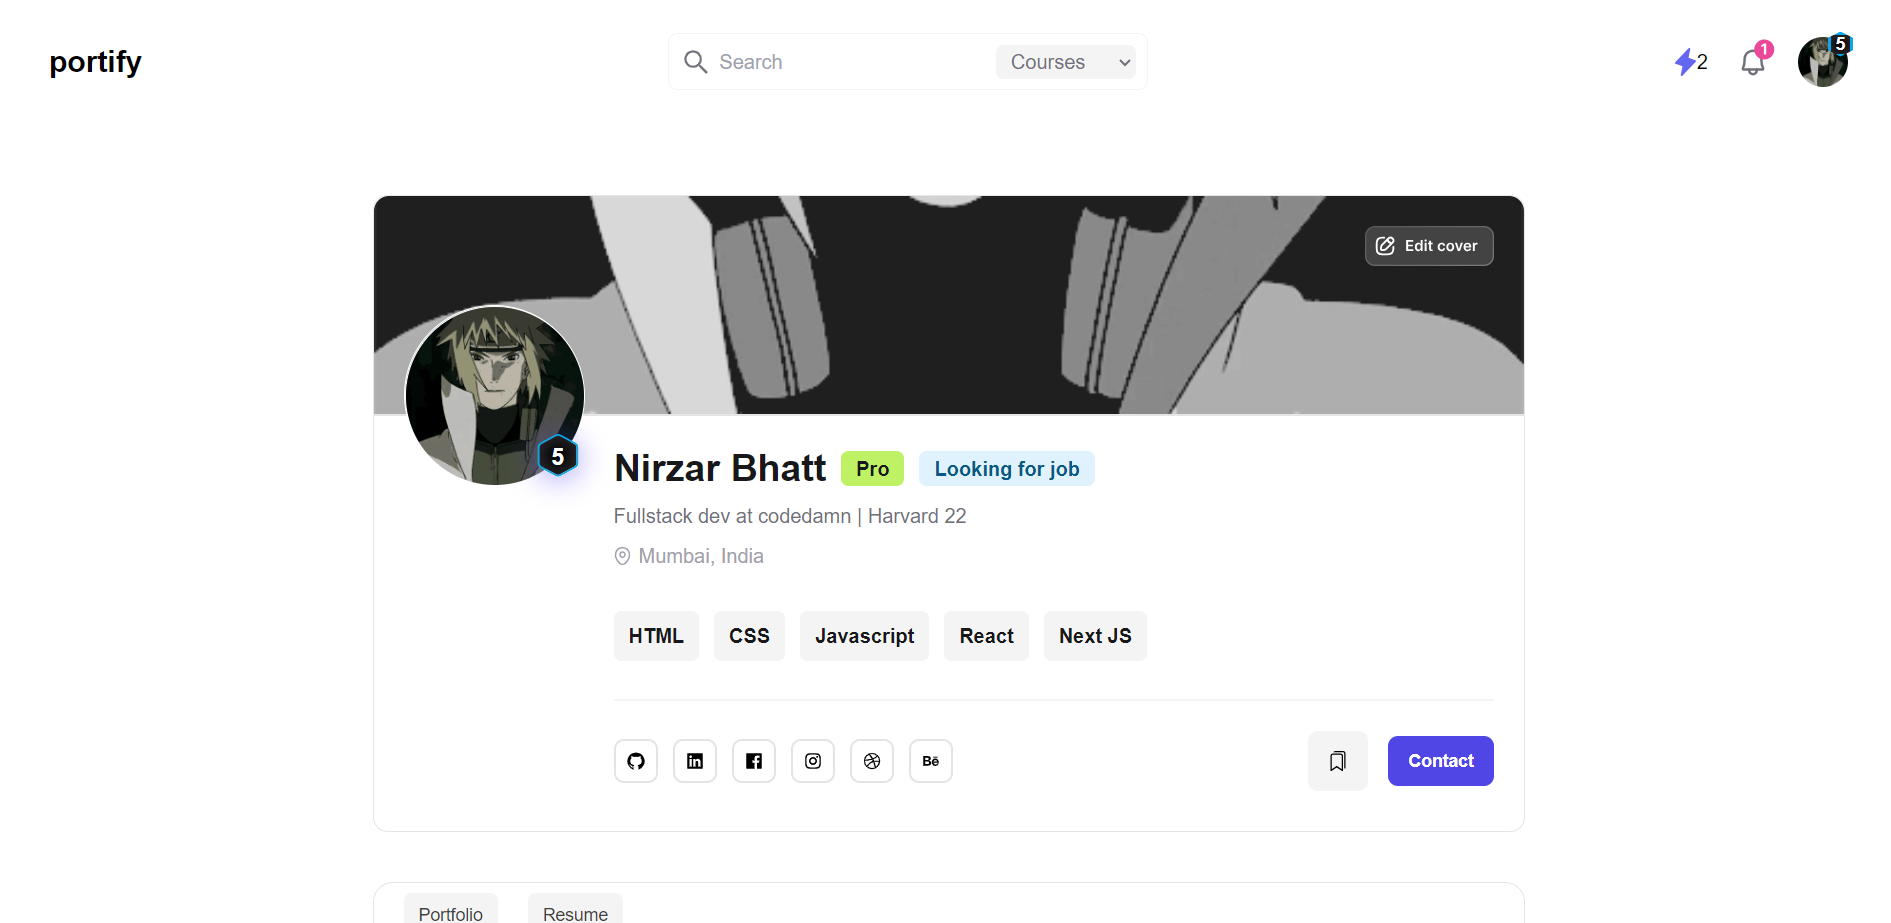 portify
Search
Courses
2
1
5
Edit cover
5
Nirzar Bhatt
Pro
Looking for job
Fullstack dev at codedamn | Harvard 22
Mumbai, India
HTML
CSS
Javascript
React
Next JS
Bē
Contact
Portfolio
Resume